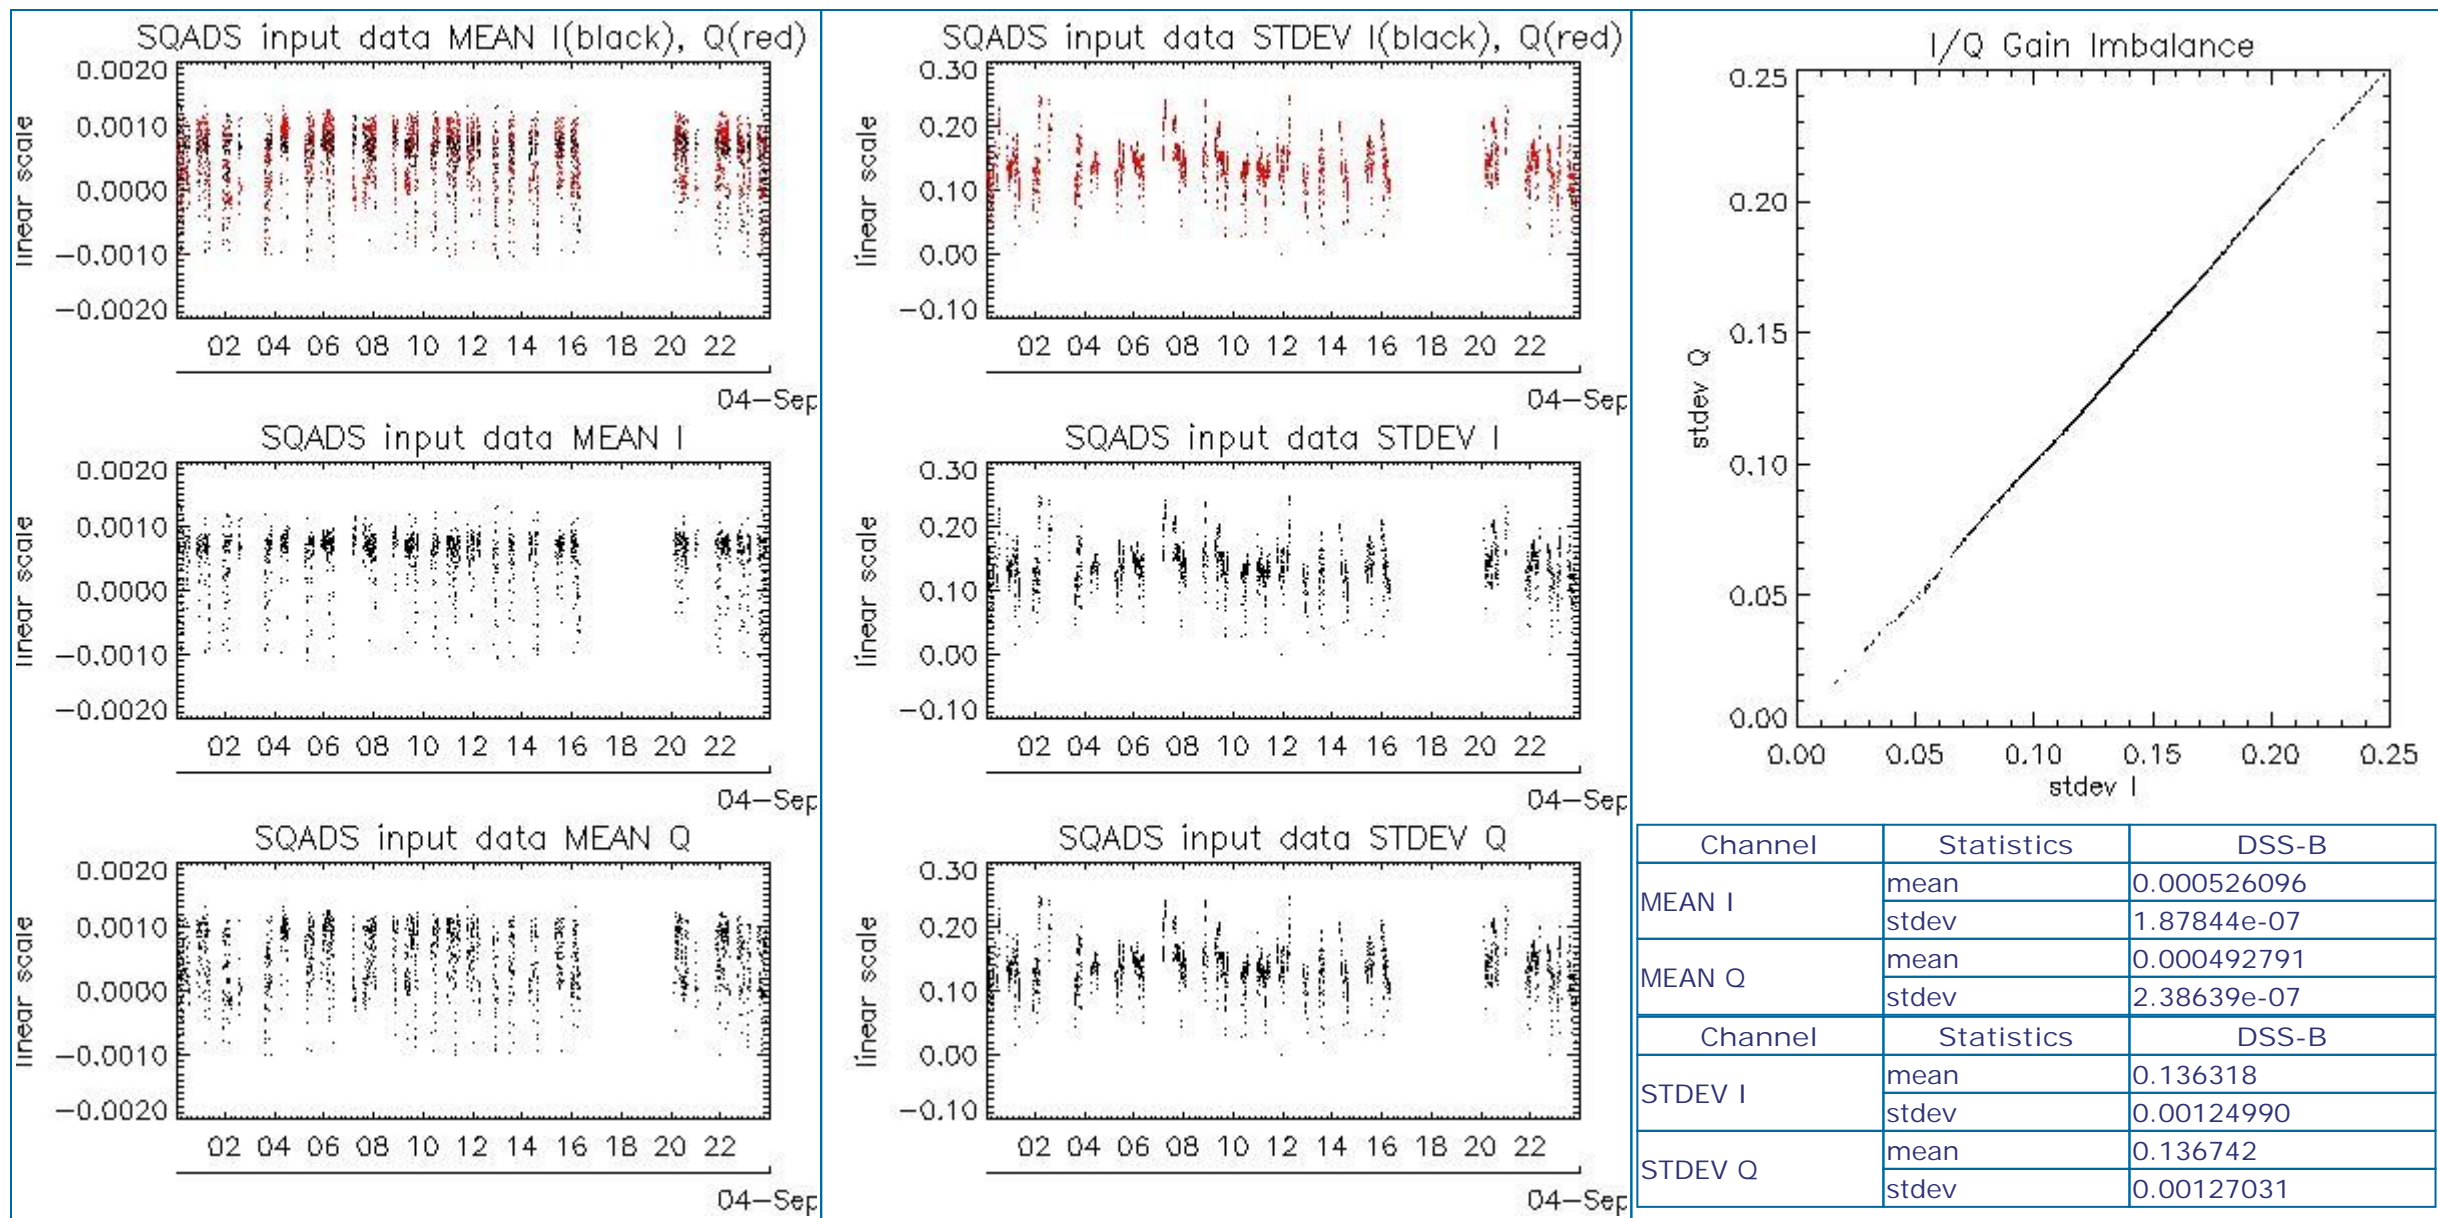 SQADS input data MEAN I(black), Q(red)
0.0020
0.0010
0.0000
−0.0010
−0.0020
linear scale
02 04 06 08 10 12 14 16 18 20 22
04−Sep
SQADS input data MEAN I
0.0020
0.0010
0.0000
−0.0010
−0.0020
linear scale
02 04 06 08 10 12 14 16 18 20 22
04−Sep
SQADS input data MEAN Q
0.0020
0.0010
0.0000
−0.0010
−0.0020
linear scale
02 04 06 08 10 12 14 16 18 20 22
04−Sep
SQADS input data STDEV I(black), Q(red)
0.30
0.20
0.10
0.00
−0.10
linear scale
02 04 06 08 10 12 14 16 18 20 22
04−Sep
SQADS input data STDEV I
0.30
0.20
0.10
0.00
−0.10
linear scale
02 04 06 08 10 12 14 16 18 20 22
04−Sep
SQADS input data STDEV Q
0.30
0.20
0.10
0.00
−0.10
linear scale
02 04 06 08 10 12 14 16 18 20 22
04−Sep
I/Q Gain Imbalance
0.25
0.20
0.15
0.10
0.05
0.00
stdev Q
0.00 0.05 0.10 0.15 0.20 0.25
stdev I
Channel Statistics DSS-B
MEAN I mean 0.000526096
stdev 1.87844e-07
MEAN Q mean 0.000492791
stdev 2.38639e-07
Channel Statistics DSS-B
STDEV I mean 0.136318
stdev 0.00124990
STDEV Q mean 0.136742
stdev 0.00127031